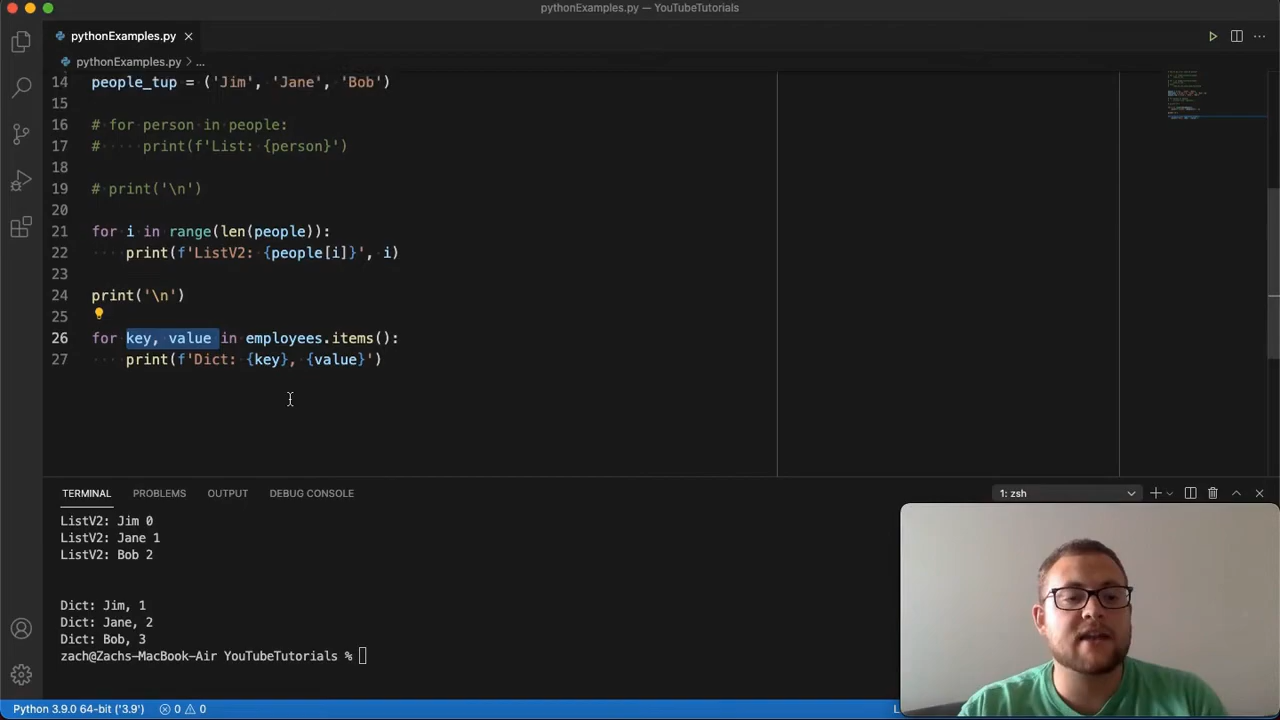 pythonExamples.py — YouTubeTutorials
pythonExamples.py
pythonExamples.py > ...
14 people_tup = ('Jim', 'Jane', 'Bob')
15
16 # for person in people:
17 #     print(f'List: {person}')
18
19 # print('\n')
20
21 for i in range(len(people)):
22     print(f'ListV2: {people[i]}', i)
23
24 print('\n')
25
26 for key, value in employees.items():
27     print(f'Dict: {key}, {value}')
TERMINAL PROBLEMS OUTPUT DEBUG CONSOLE 1: zsh
ListV2: Jim 0
ListV2: Jane 1
ListV2: Bob 2
Dict: Jim, 1
Dict: Jane, 2
Dict: Bob, 3
zach@Zachs-MacBook-Air YouTubeTutorials %
Python 3.9.0 64-bit ('3.9') 0 0